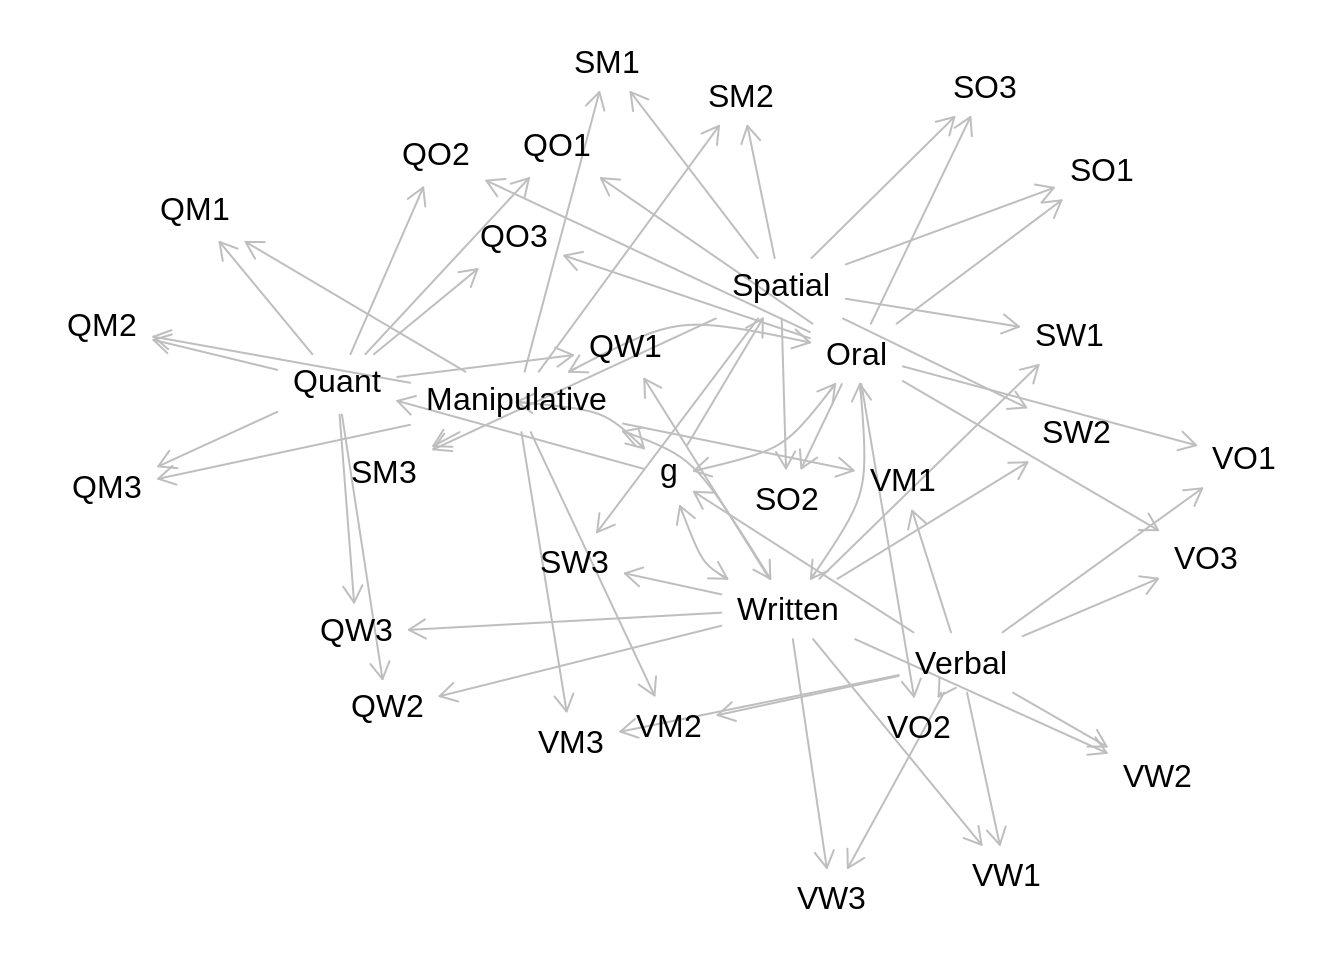 SM1
SM2
SO3
QO1
QO2
SO1
QM1
QO3
Spatial
QM2
SW1
QW1
Oral
Quant
Manipulative
SW2
VO1
SM3
g
VM1
QM3
SO2
VO3
SW3
Written
QW3
Verbal
QW2
VM2
VO2
VM3
VW2
VW1
VW3